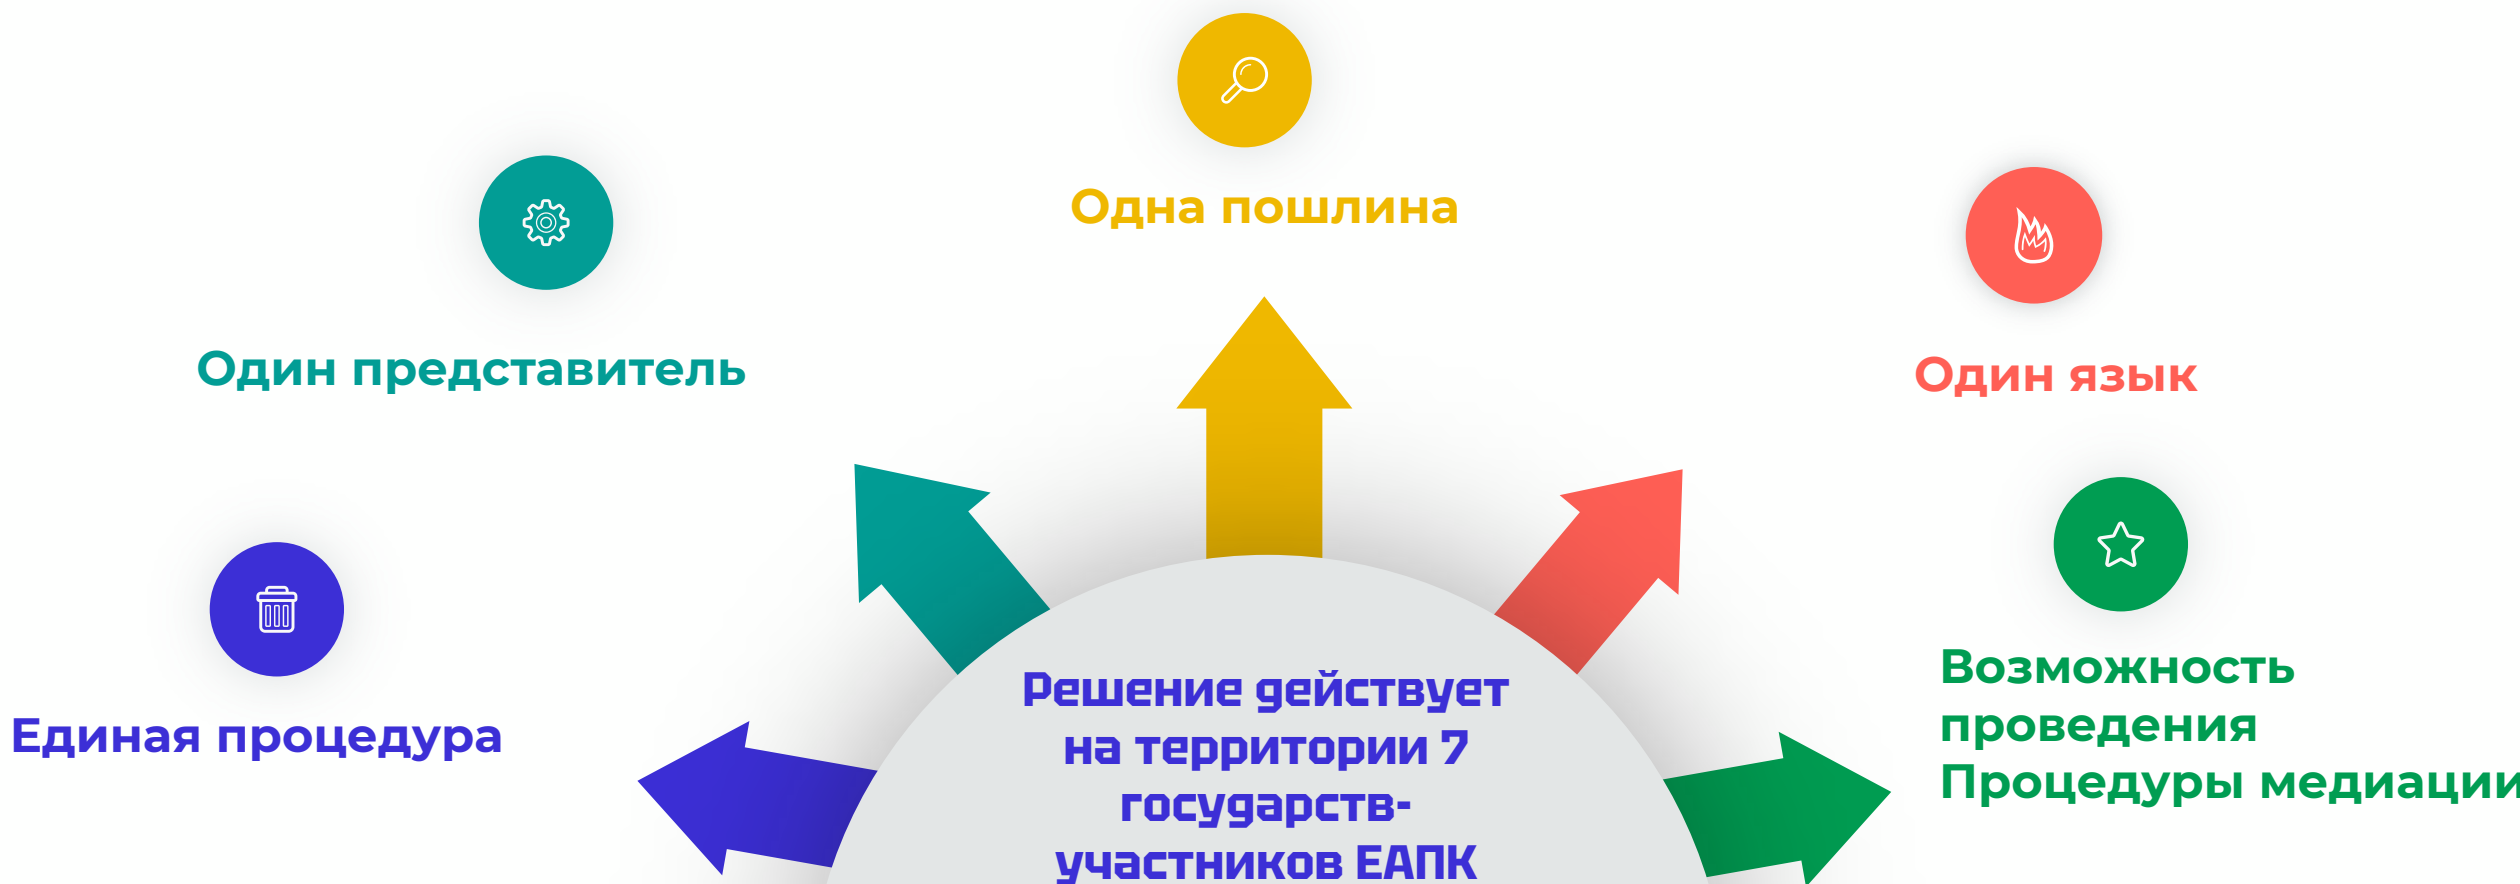 Одна пошлина
Один представитель
Один язык
Единая процедура
Возможность
проведения
Процедуры медиации
Решение действует
на территории 7
государств-
участников ЕАПК